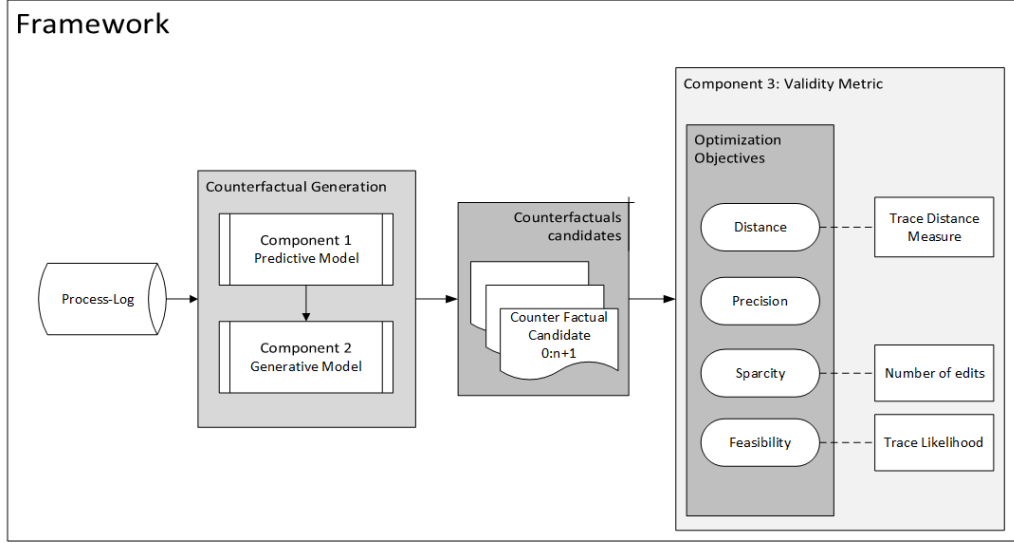 Framework
Process-Log
Counterfactual Generation
Component 1
Predictive Model
Component 2
Generative Model
Counterfactuals
candidates
Counter Factual
Candidate
0:n+1
Component 3: Validity Metric
Optimization
Objectives
Distance
Trace Distance
Measure
Precision
Sparcity
Number of edits
Feasibility
Trace Likelihood